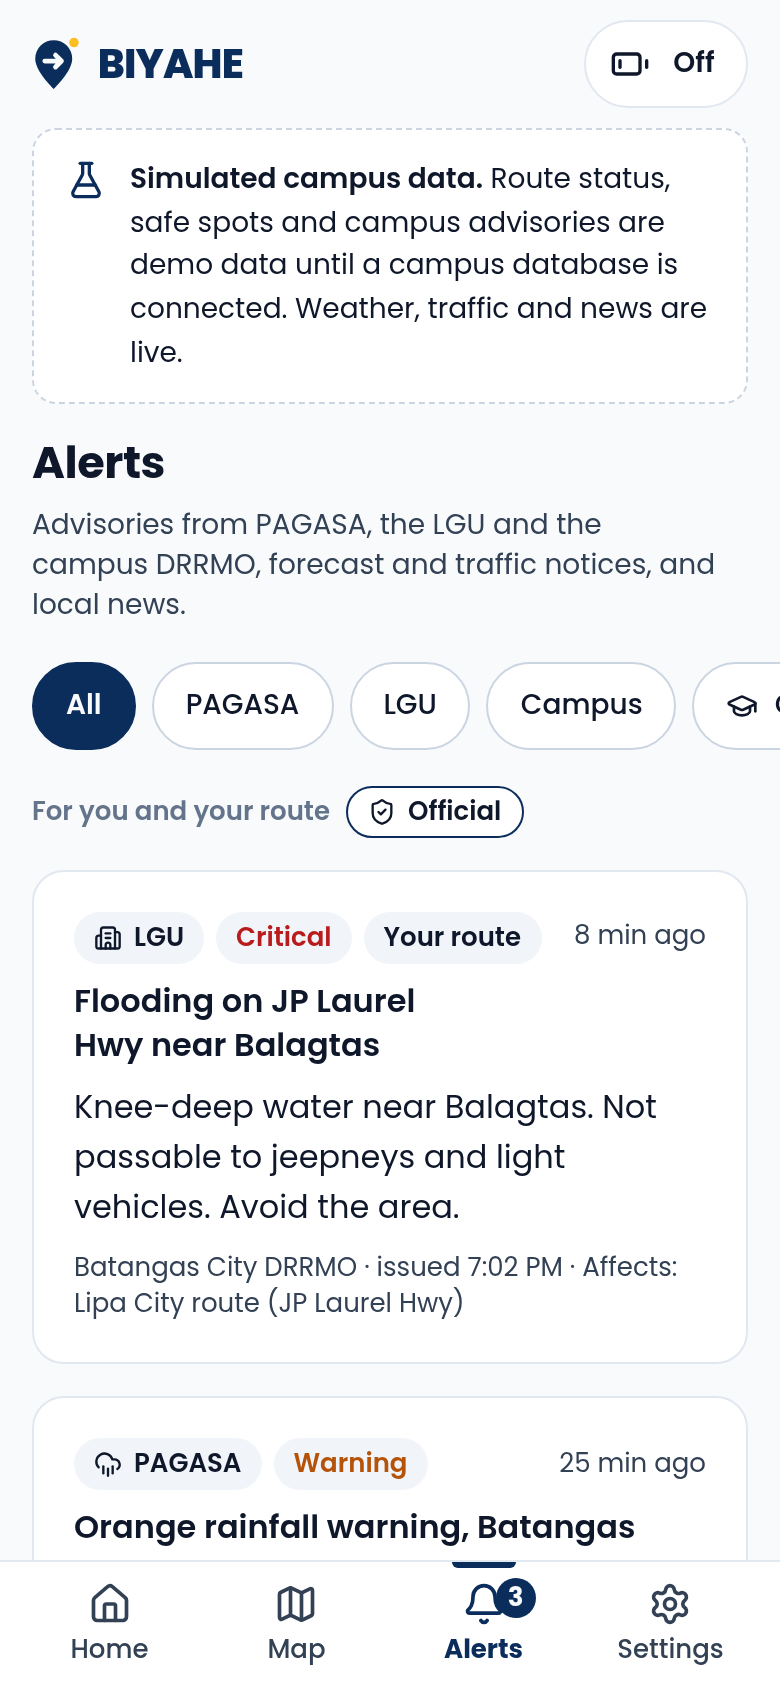 BIYAHE
Off
Simulated campus data. Route status,
safe spots and campus advisories are
demo data until a campus database is
connected. Weather, traffic and news are
live.
Alerts
Advisories from PAGASA, the LGU and the
campus DRRMO, forecast and traffic notices, and
local news.
All
PAGASA
LGU
Campus
For you and your route
Official
LGU
Critical
Your route
8 min ago
Flooding on JP Laurel
Hwy near Balagtas
Knee-deep water near Balagtas. Not
passable to jeepneys and light
vehicles. Avoid the area.
Batangas City DRRMO · issued 7:02 PM · Affects:
Lipa City route (JP Laurel Hwy)
PAGASA
Warning
25 min ago
Orange rainfall warning, Batangas
3
Home
Map
Alerts
Settings